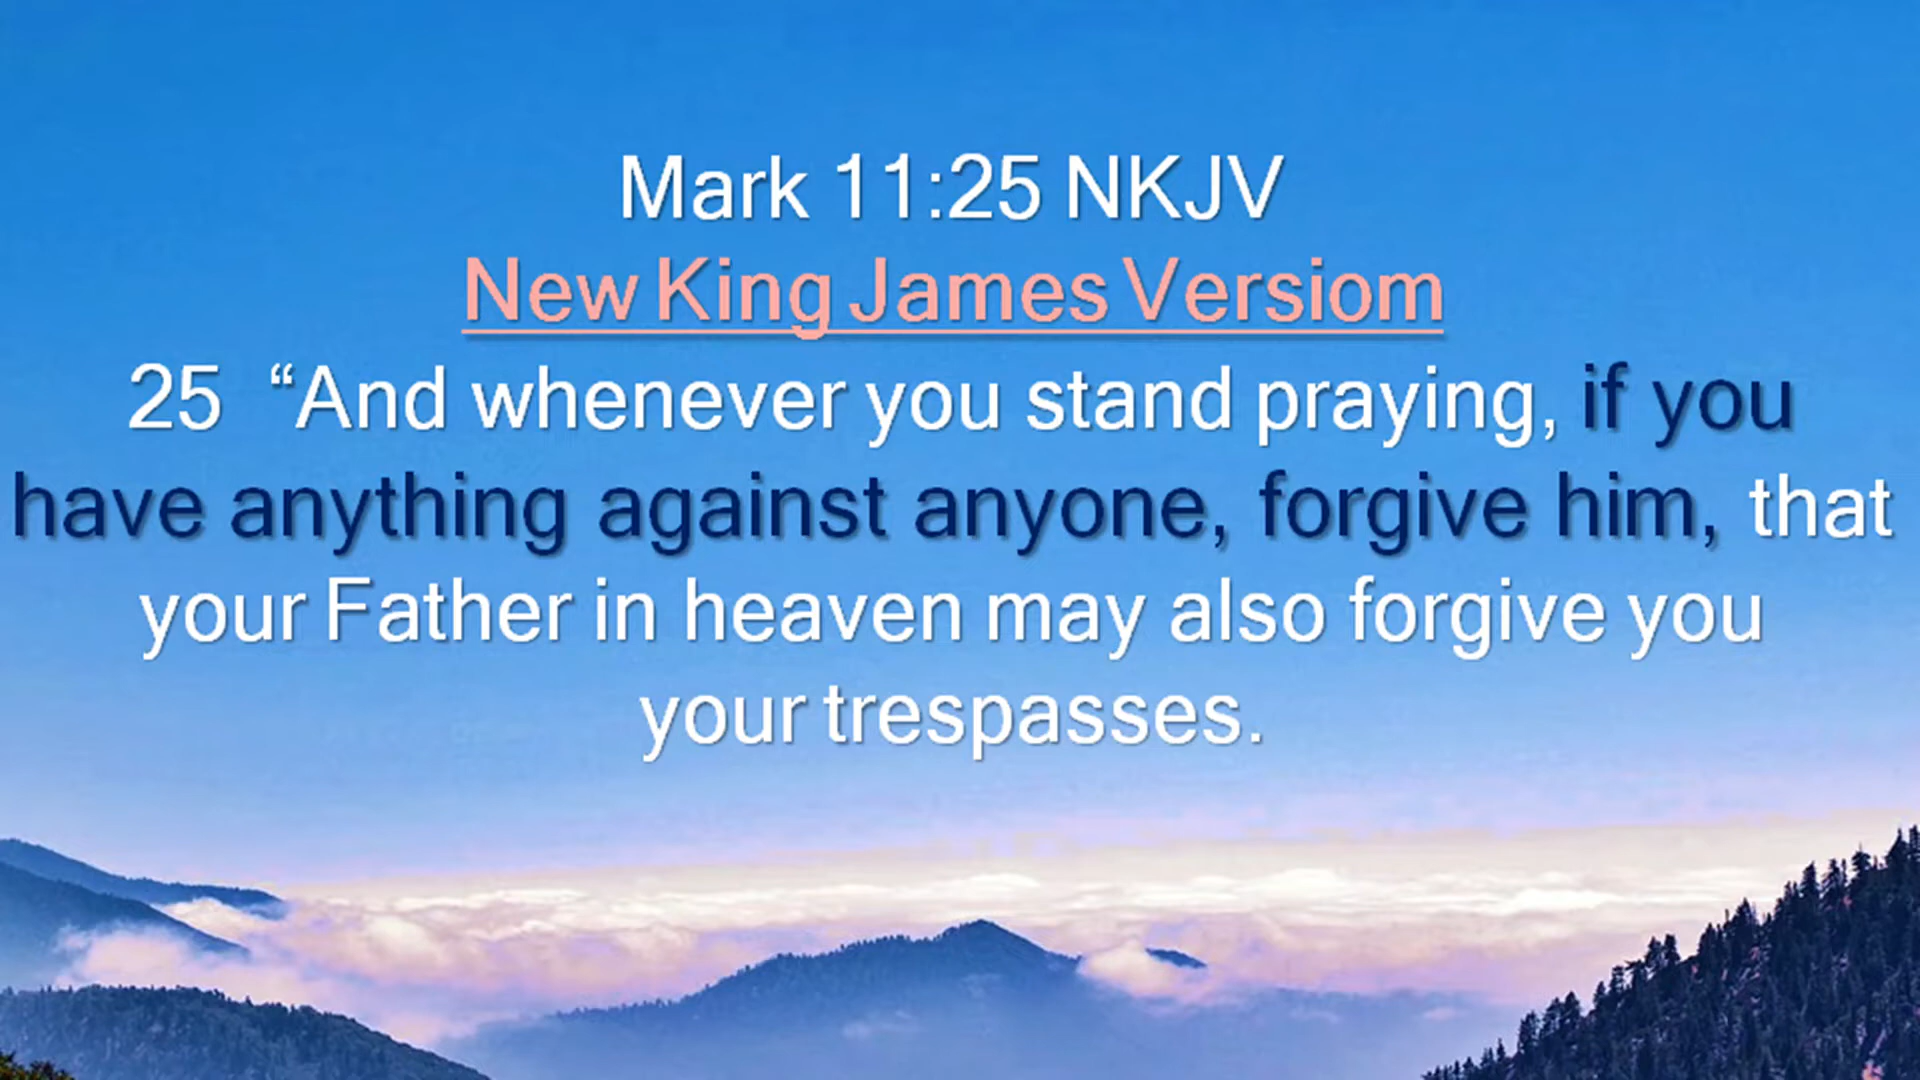 Mark 11:25 NKJV
New King James Versiom
25 “And whenever you stand praying, if you
have anything against anyone, forgive him, that
your Father in heaven may also forgive you
your trespasses.